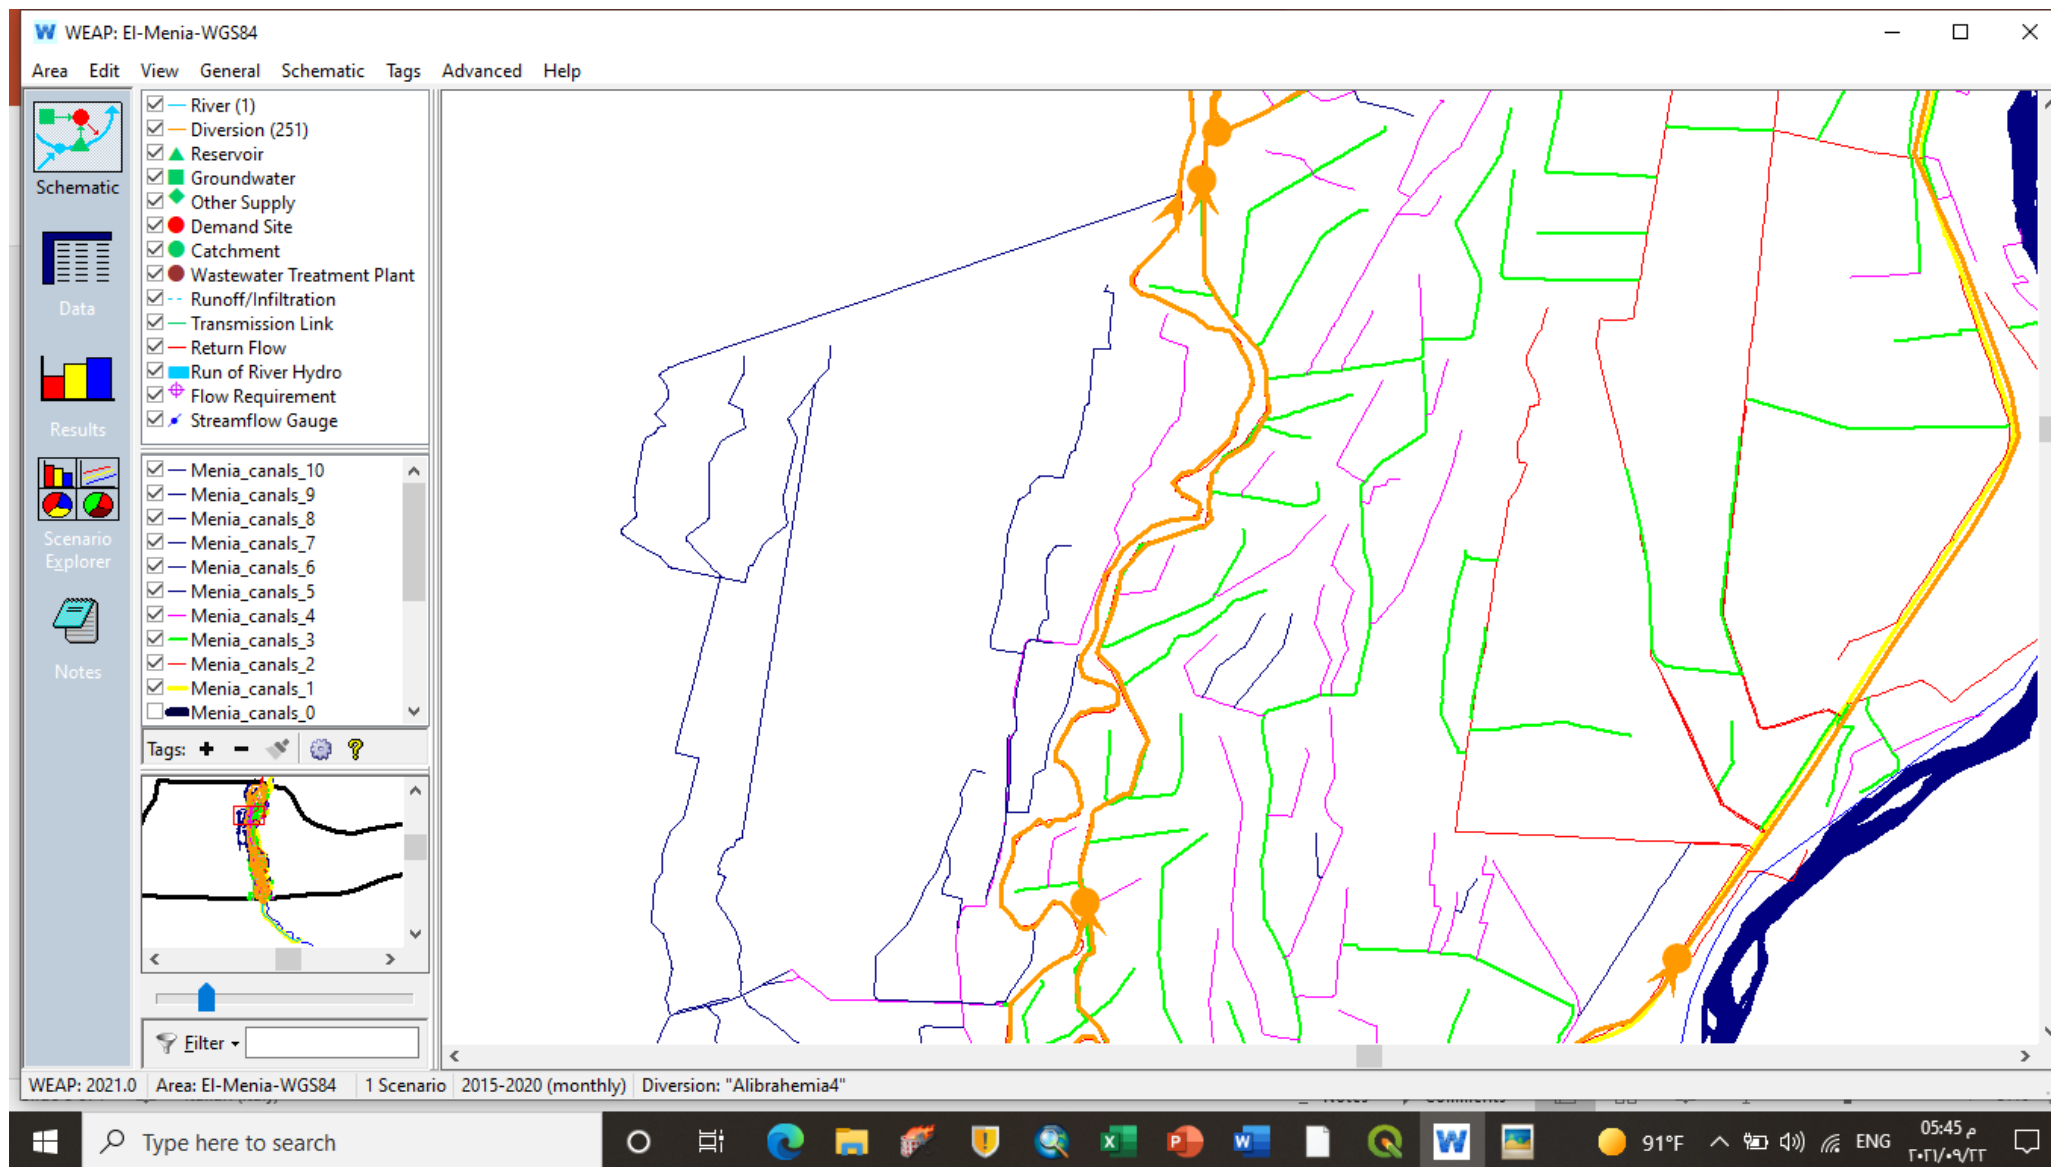 WEAP: El-Menia-WGS84
Area Edit View General Schematic Tags Advanced Help
Schematic
Data
Results
Scenario
Explorer
Notes
River (1)
Diversion (251)
Reservoir
Groundwater
Other Supply
Demand Site
Catchment
Wastewater Treatment Plant
Runoff/Infiltration
Transmission Link
Return Flow
Run of River Hydro
Flow Requirement
Streamflow Gauge
Menia_canals_10
Menia_canals_9
Menia_canals_8
Menia_canals_7
Menia_canals_6
Menia_canals_5
Menia_canals_4
Menia_canals_3
Menia_canals_2
Menia_canals_1
Menia_canals_0
Tags:
Filter
WEAP: 2021.0 Area: El-Menia-WGS84 1 Scenario 2015-2020 (monthly) Diversion: "Alibrahemia4"
Type here to search
91°F ENG
05:45 م
٢٠٢١/٠٩/٢٢